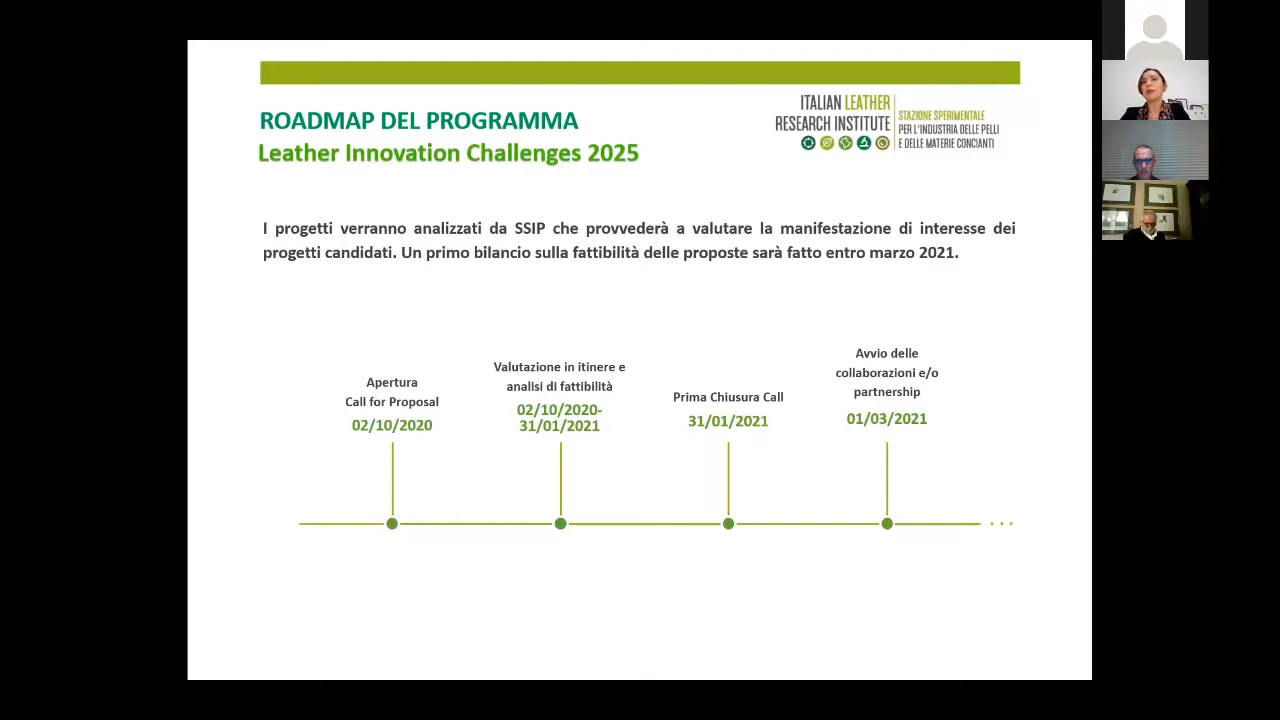 ROADMAP DEL PROGRAMMA
Leather Innovation Challenges 2025
ITALIAN LEATHER
RESEARCH INSTITUTE
STAZIONE SPERIMENTALE
PER L'INDUSTRIA DELLE PELLI
E DELLE MATERIE CONCIANTI
I progetti verranno analizzati da SSIP che provvederà a valutare la manifestazione di interesse dei
progetti candidati. Un primo bilancio sulla fattibilità delle proposte sarà fatto entro marzo 2021.
Apertura
Call for Proposal
02/10/2020
Valutazione in itinere e
analisi di fattibilità
02/10/2020-
31/01/2021
Prima Chiusura Call
31/01/2021
Avvio delle
collaborazioni e/o
partnership
01/03/2021